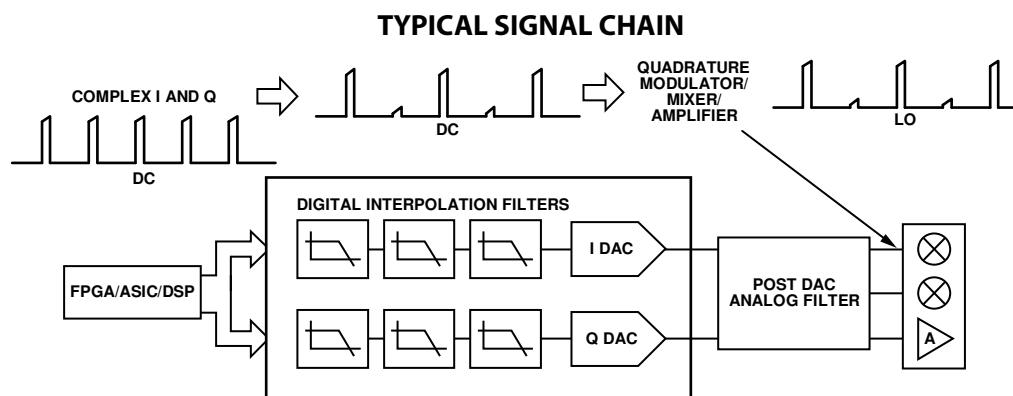 TYPICAL SIGNAL CHAIN
COMPLEX I AND Q
DC
DC
QUADRATURE
MODULATOR/
MIXER/
AMPLIFIER
LO
DIGITAL INTERPOLATION FILTERS
FPGA/ASIC/DSP
I DAC
Q DAC
POST DAC
ANALOG FILTER
A